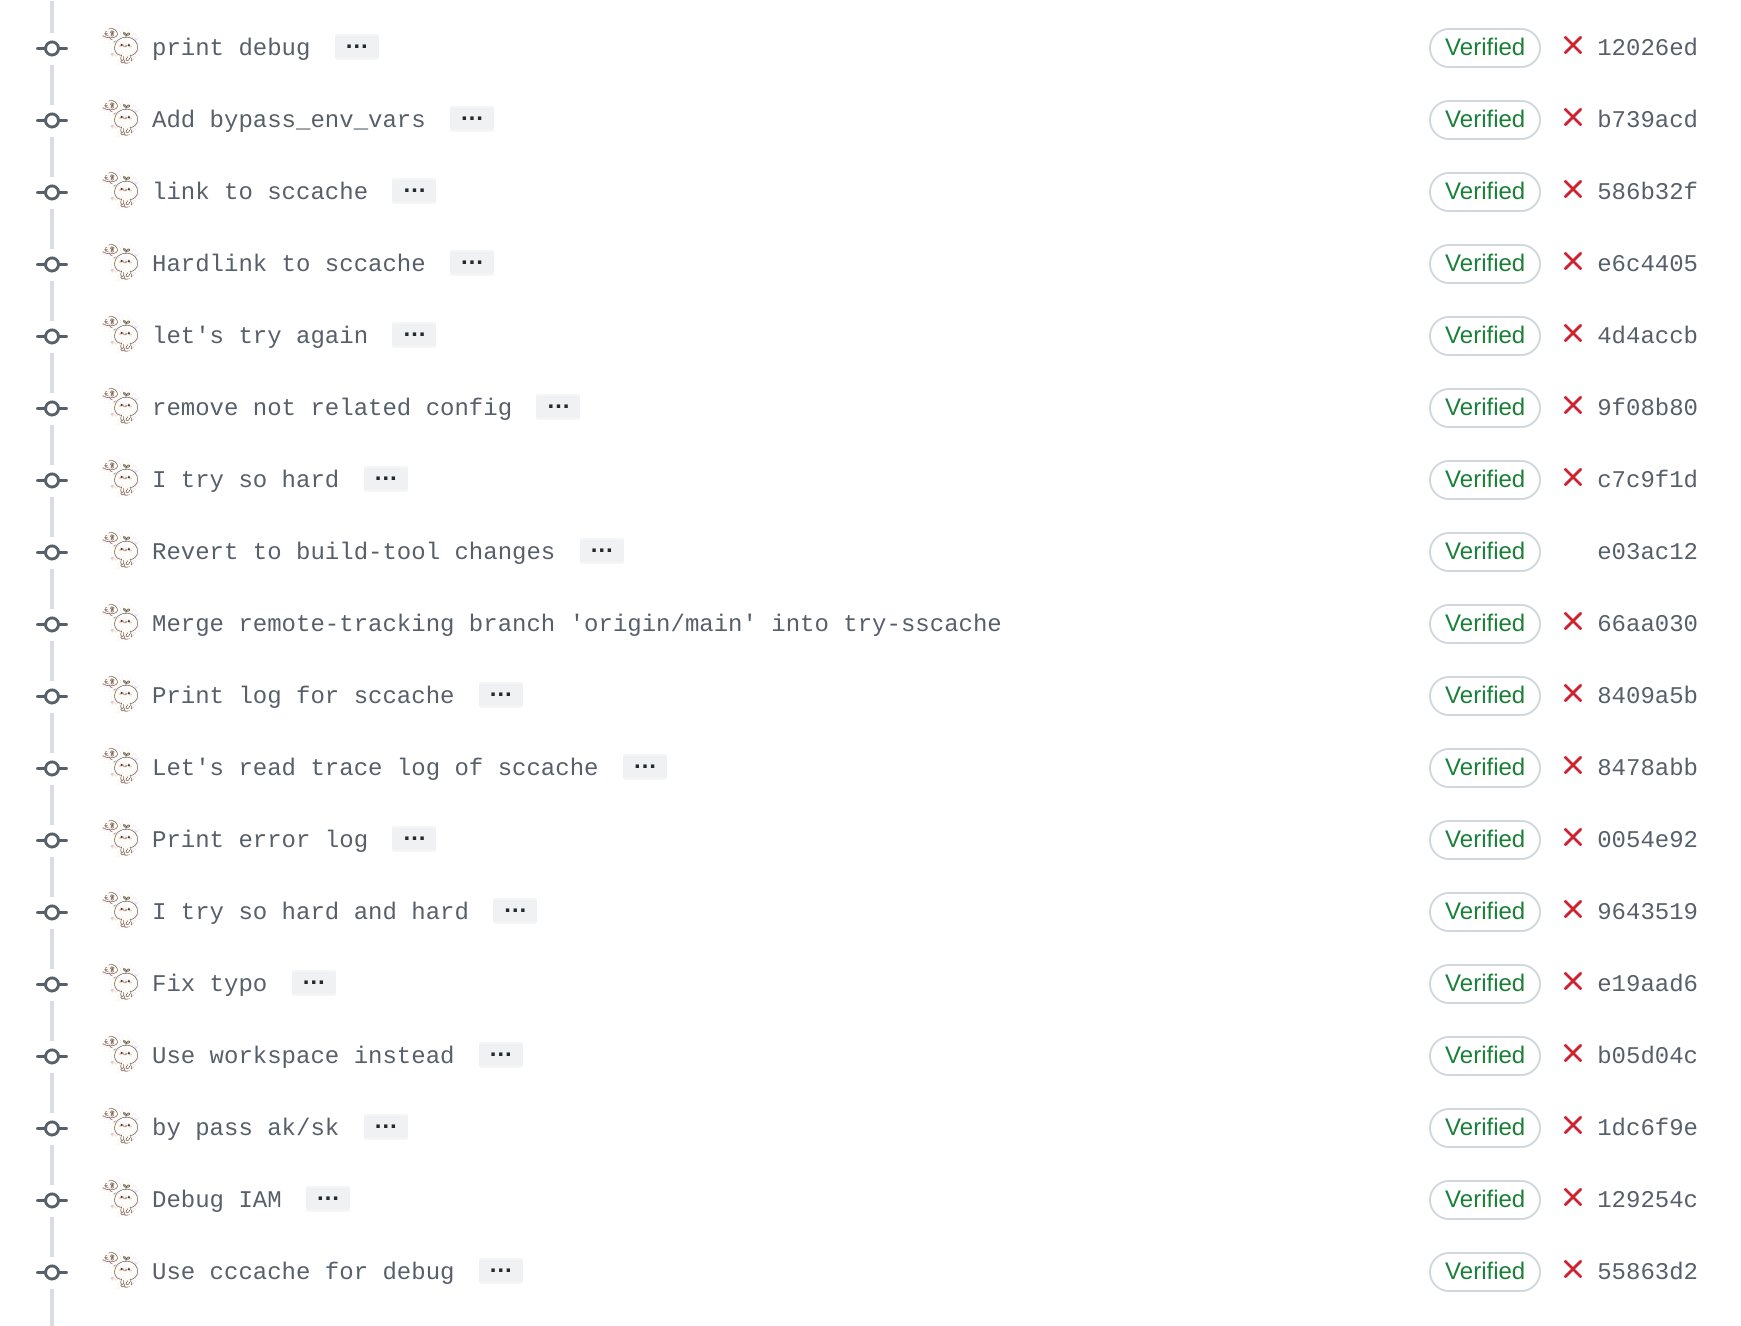 print debug ... Verified 12026ed
Add bypass_env_vars ... Verified b739acd
link to sccache ... Verified 586b32f
Hardlink to sccache ... Verified e6c4405
let's try again ... Verified 4d4accb
remove not related config ... Verified 9f08b80
I try so hard ... Verified c7c9f1d
Revert to build-tool changes ... Verified e03ac12
Merge remote-tracking branch 'origin/main' into try-sscache Verified 66aa030
Print log for sccache ... Verified 8409a5b
Let's read trace log of sccache ... Verified 8478abb
Print error log ... Verified 0054e92
I try so hard and hard ... Verified 9643519
Fix typo ... Verified e19aad6
Use workspace instead ... Verified b05d04c
by pass ak/sk ... Verified 1dc6f9e
Debug IAM ... Verified 129254c
Use cccache for debug ... Verified 55863d2